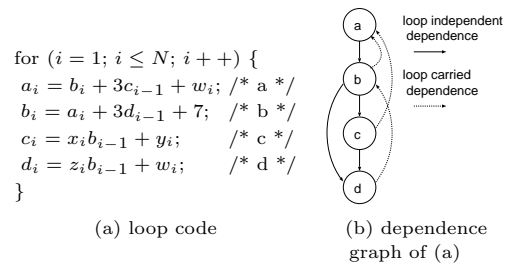 for (i = 1; i ≤ N; i + +) {
a_i = b_i + 3c_{i−1} + w_i; /* a */
b_i = a_i + 3d_{i−1} + 7; /* b */
c_i = x_i b_{i−1} + y_i; /* c */
d_i = z_i b_{i−1} + w_i; /* d */
}
(a) loop code
a
b
c
d
loop independent
dependence
loop carried
dependence
(b) dependence
graph of (a)